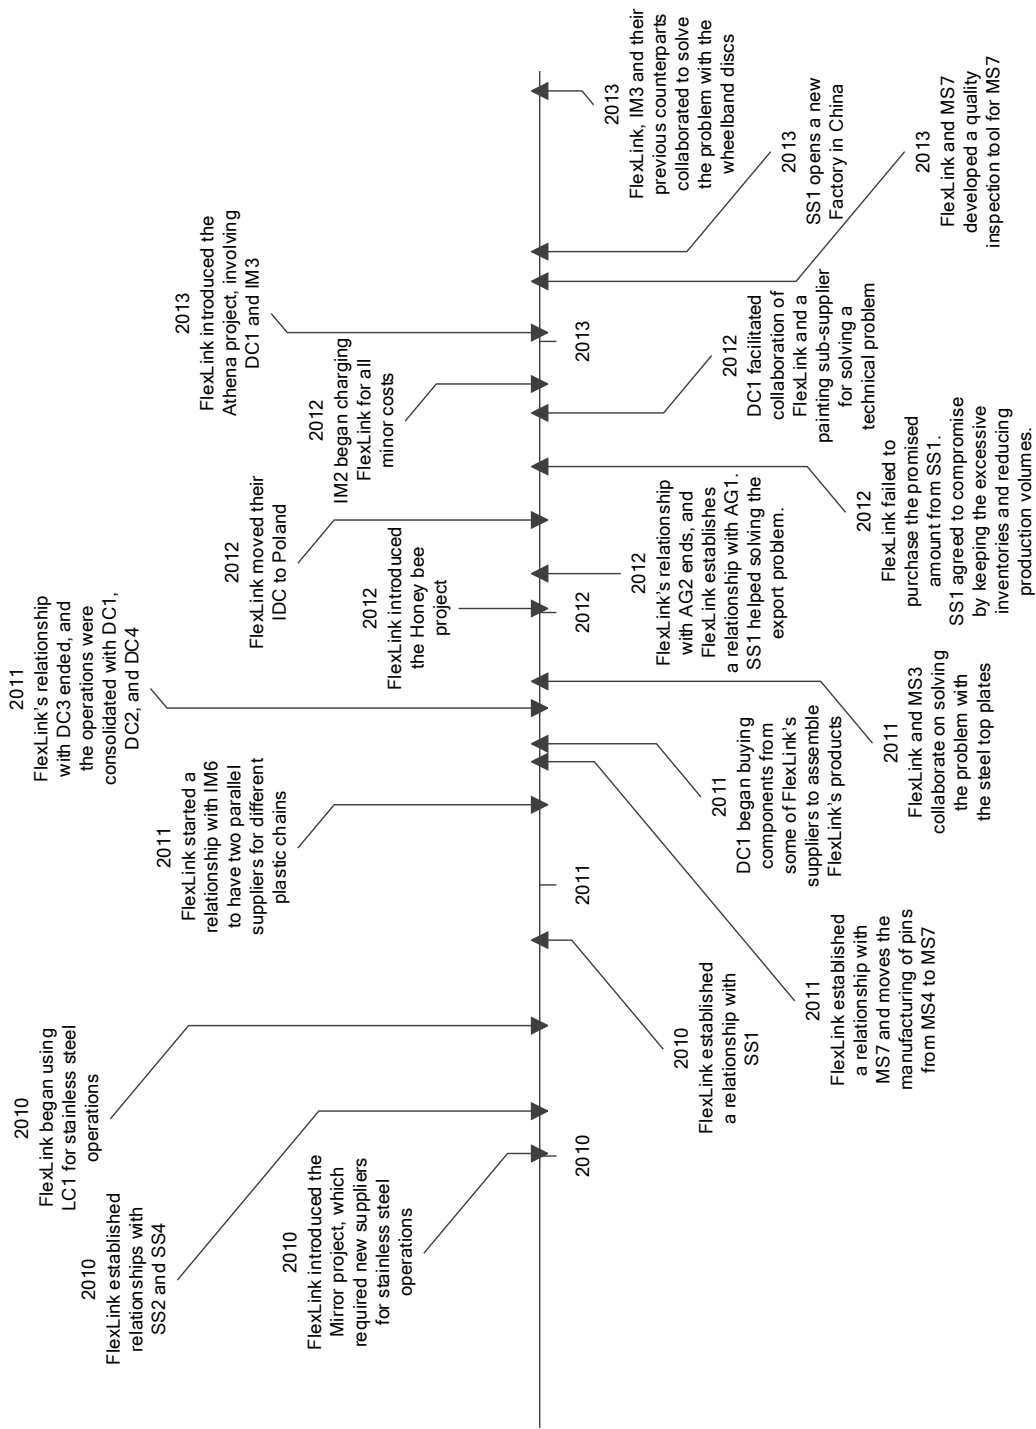 2011
FlexLink's relationship
with DC3 ended, and
the operations were
consolidated with DC1,
DC2, and DC4
2010
FlexLink began using
LC1 for stainless steel
operations
2010
FlexLink established
relationships with
SS2 and SS4
2011
FlexLink started a
relationship with IM6
to have two parallel
suppliers for different
plastic chains
2013
FlexLink introduced the
Athena project, involving
DC1 and IM3
2012
FlexLink moved their
IDC to Poland
2010
FlexLink introduced the
Mirror project, which
required new suppliers
for stainless steel
operations
2012
IM2 began charging
FlexLink for all
minor costs
2012
FlexLink introduced
the Honey bee
project
2010
2011
2012
2013
2013
FlexLink, IM3 and their
previous counterparts
collaborated to solve
the problem with the
wheelband discs
2012
FlexLink's relationship
with AG2 ends, and
FlexLink establishes
a relationship with AG1.
SS1 helped solving the
export problem.
2010
FlexLink established
a relationship with
SS1
2011
DC1 began buying
components from
some of FlexLink's
suppliers to assemble
FlexLink's products
2012
DC1 facilitated
collaboration of
FlexLink and a
painting sub-supplier
for solving a
technical problem
2013
SS1 opens a new
Factory in China
2011
FlexLink established
a relationship with
MS7 and moves the
manufacturing of pins
from MS4 to MS7
2011
FlexLink and MS3
collaborate on solving
the problem with
the steel top plates
2012
FlexLink failed to
purchase the promised
amount from SS1.
SS1 agreed to compromise
by keeping the excessive
inventories and reducing
production volumes.
2013
FlexLink and MS7
developed a quality
inspection tool for MS7